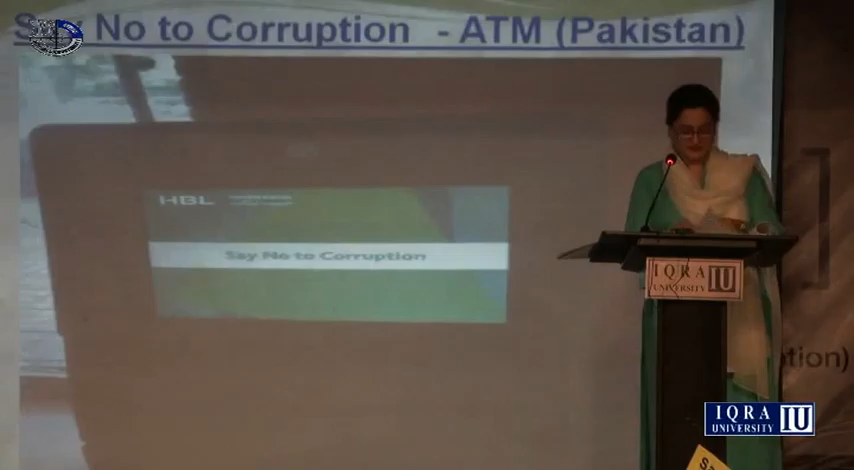 Say No to Corruption - ATM (Pakistan)
HBL
Say No to Corruption
IQRA
UNIVERSITY IU
tion)
IQRA
UNIVERSITY IU